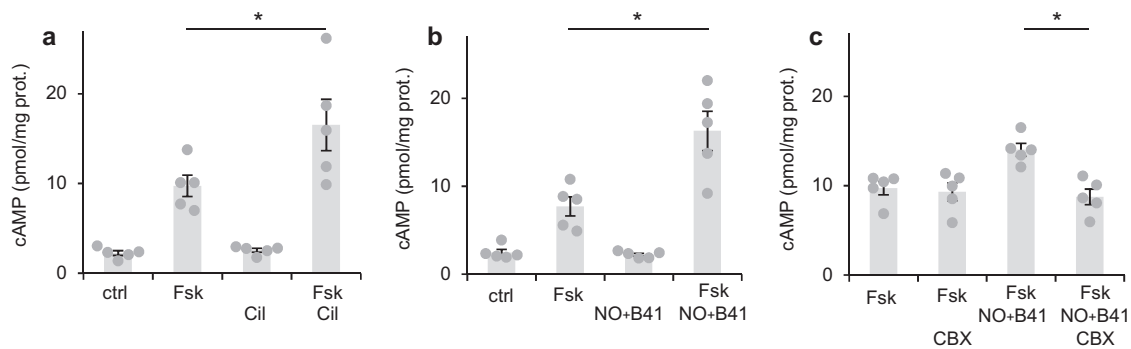 a
*
cAMP (pmol/mg prot.)
20
10
0
ctrl
Fsk
Cil
Fsk
Cil
b
*
cAMP (pmol/mg prot.)
20
10
0
ctrl
Fsk
NO+B41
Fsk
NO+B41
c
*
cAMP (pmol/mg prot.)
20
10
0
Fsk
Fsk
CBX
Fsk
NO+B41
Fsk
NO+B41
CBX